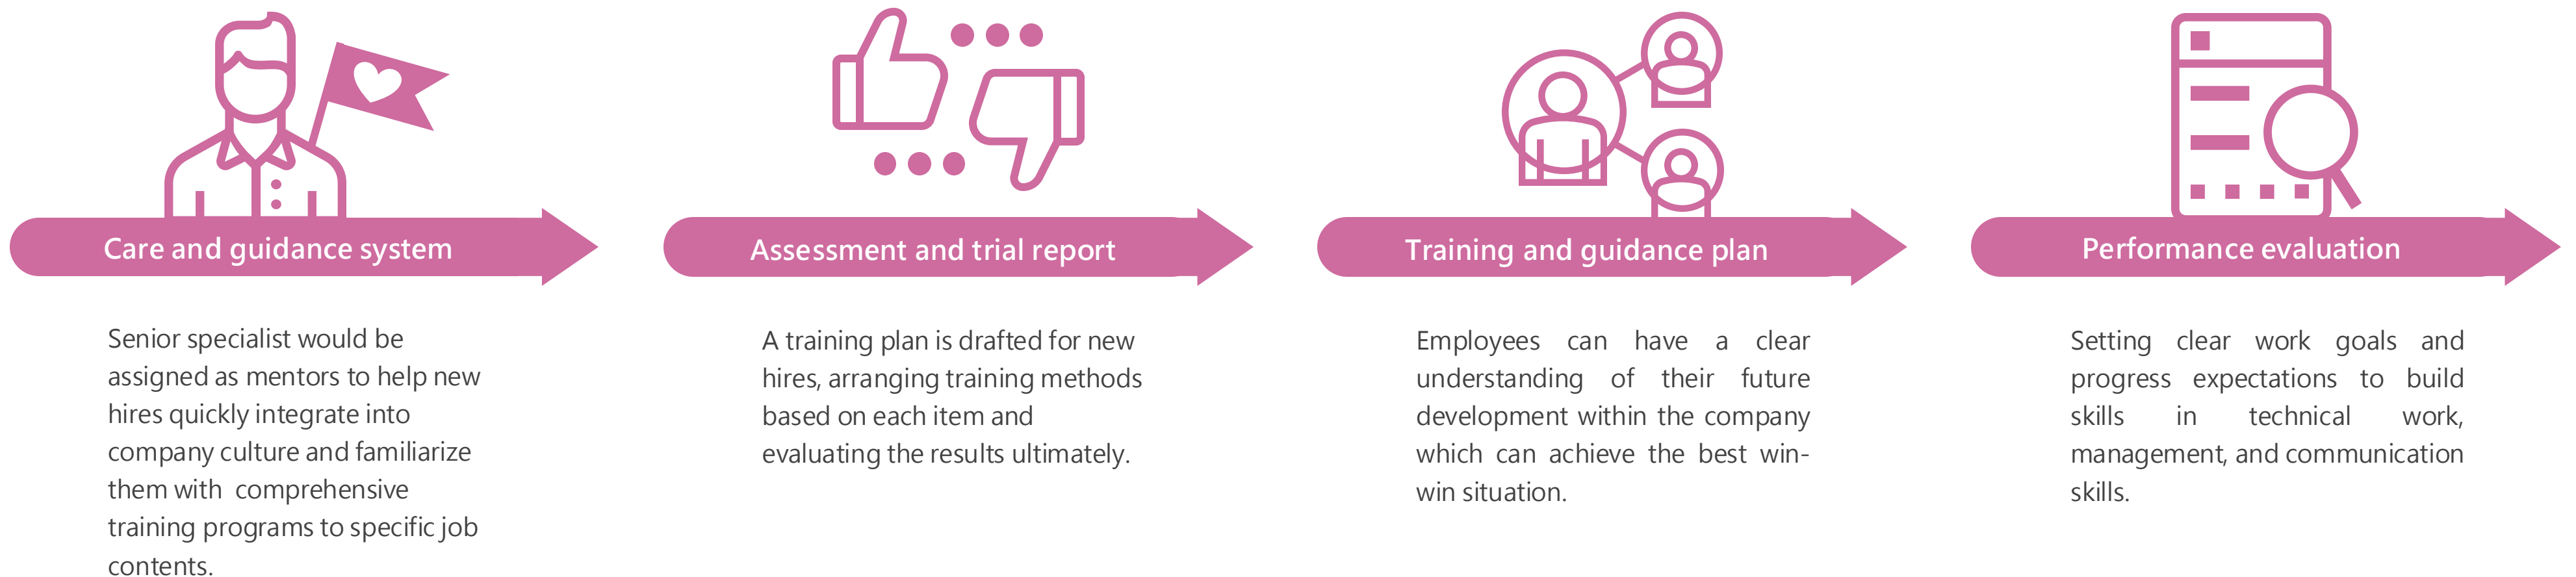 Care and guidance system
Senior specialist would be
assigned as mentors to help new
hires quickly integrate into
company culture and familiarize
them with  comprehensive
training programs to specific job
contents.
Assessment and trial report
A training plan is drafted for new
hires, arranging training methods
based on each item and
evaluating the results ultimately.
Training and guidance plan
Employees can have a clear
understanding of their future
development within the company
which can achieve the best win-
win situation.
Performance evaluation
Setting clear work goals and
progress expectations to build
skills in technical work,
management, and communication
skills.